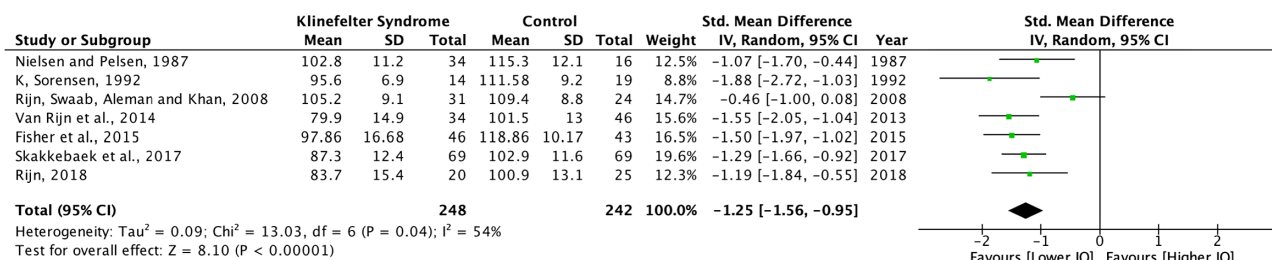 Klinefelter Syndrome Control Std. Mean Difference Std. Mean Difference
Study or Subgroup Mean SD Total Mean SD Total Weight IV, Random, 95% CI Year IV, Random, 95% CI
Nielsen and Pelsen, 1987 102.8 11.2 34 115.3 12.1 16 12.5% −1.07 [−1.70, −0.44] 1987
K, Sorensen, 1992 95.6 6.9 14 111.58 9.2 19 8.8% −1.88 [−2.72, −1.03] 1992
Rijn, Swaab, Aleman and Khan, 2008 105.2 9.1 31 109.4 8.8 24 14.7% −0.46 [−1.00, 0.08] 2008
Van Rijn et al., 2014 79.9 14.9 34 101.5 13 46 15.6% −1.55 [−2.05, −1.04] 2013
Fisher et al., 2015 97.86 16.68 46 118.86 10.17 43 16.5% −1.50 [−1.97, −1.02] 2015
Skakkebaek et al., 2017 87.3 12.4 69 102.9 11.6 69 19.6% −1.29 [−1.66, −0.92] 2017
Rijn, 2018 83.7 15.4 20 100.9 13.1 25 12.3% −1.19 [−1.84, −0.55] 2018
Total (95% CI) 248 242 100.0% −1.25 [−1.56, −0.95]
Heterogeneity: Tau² = 0.09; Chi² = 13.03, df = 6 (P = 0.04); I² = 54%
Test for overall effect: Z = 8.10 (P < 0.00001)
−2 −1 0 1 2
Favours [Lower IQ] Favours [Higher IQ]